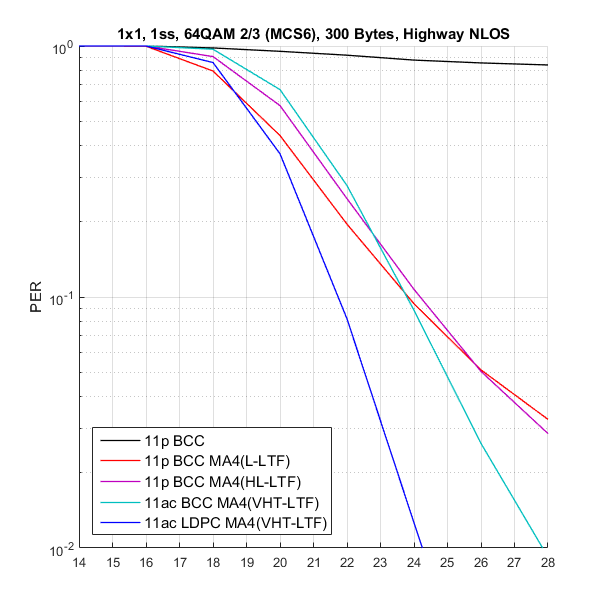 1x1, 1ss, 64QAM 2/3 (MCS6), 300 Bytes, Highway NLOS
10^0
10^-1
10^-2
PER
11p BCC
11p BCC MA4(L-LTF)
11p BCC MA4(HL-LTF)
11ac BCC MA4(VHT-LTF)
11ac LDPC MA4(VHT-LTF)
14 15 16 17 18 19 20 21 22 23 24 25 26 27 28